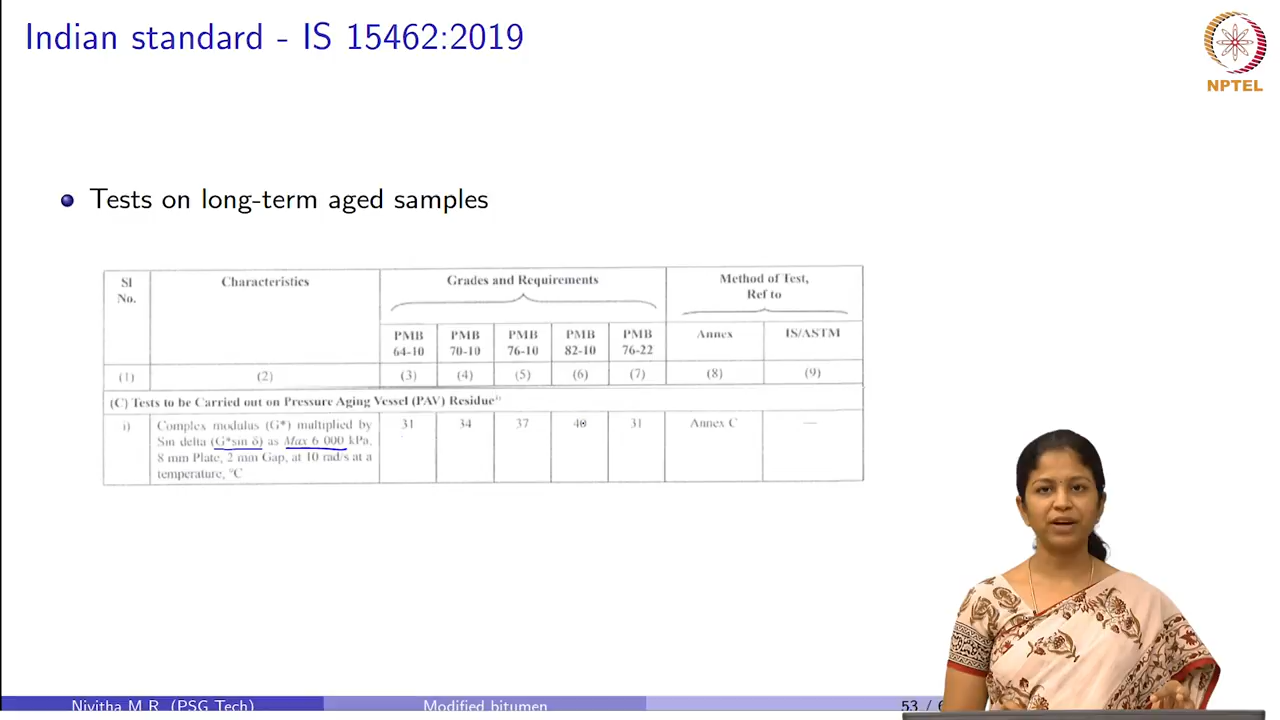 Indian standard - IS 15462:2019
NPTEL
Tests on long-term aged samples
Sl No.
Characteristics
Grades and Requirements
Method of Test, Ref to
PMB 64-10
PMB 70-10
PMB 76-10
PMB 82-10
PMB 76-22
Annex
IS/ASTM
(1) (2) (3) (4) (5) (6) (7) (8) (9)
(C) Tests to be Carried out on Pressure Aging Vessel (PAV) Residue
i) Complex modulus (G*) multiplied by 31 34 37 40 31 Annex C —
Sin delta (G*sin δ) as Max 6 000 kPa,
8 mm Plate, 2 mm Gap, at 10 rad/s at a
temperature, °C
Nivitha M.R. (PSG Tech) Modified bitumen 53 /